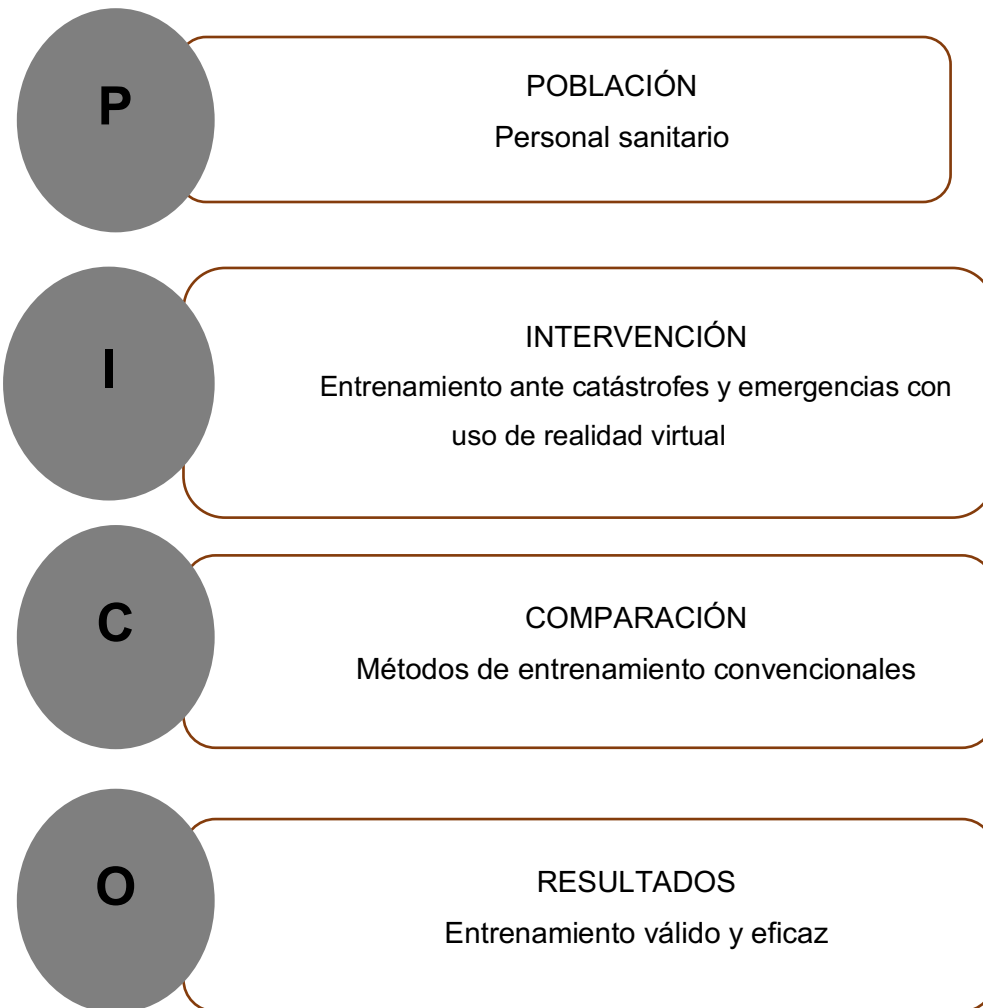 P
POBLACIÓN
Personal sanitario
I
INTERVENCIÓN
Entrenamiento ante catástrofes y emergencias con
uso de realidad virtual
C
COMPARACIÓN
Métodos de entrenamiento convencionales
O
RESULTADOS
Entrenamiento válido y eficaz